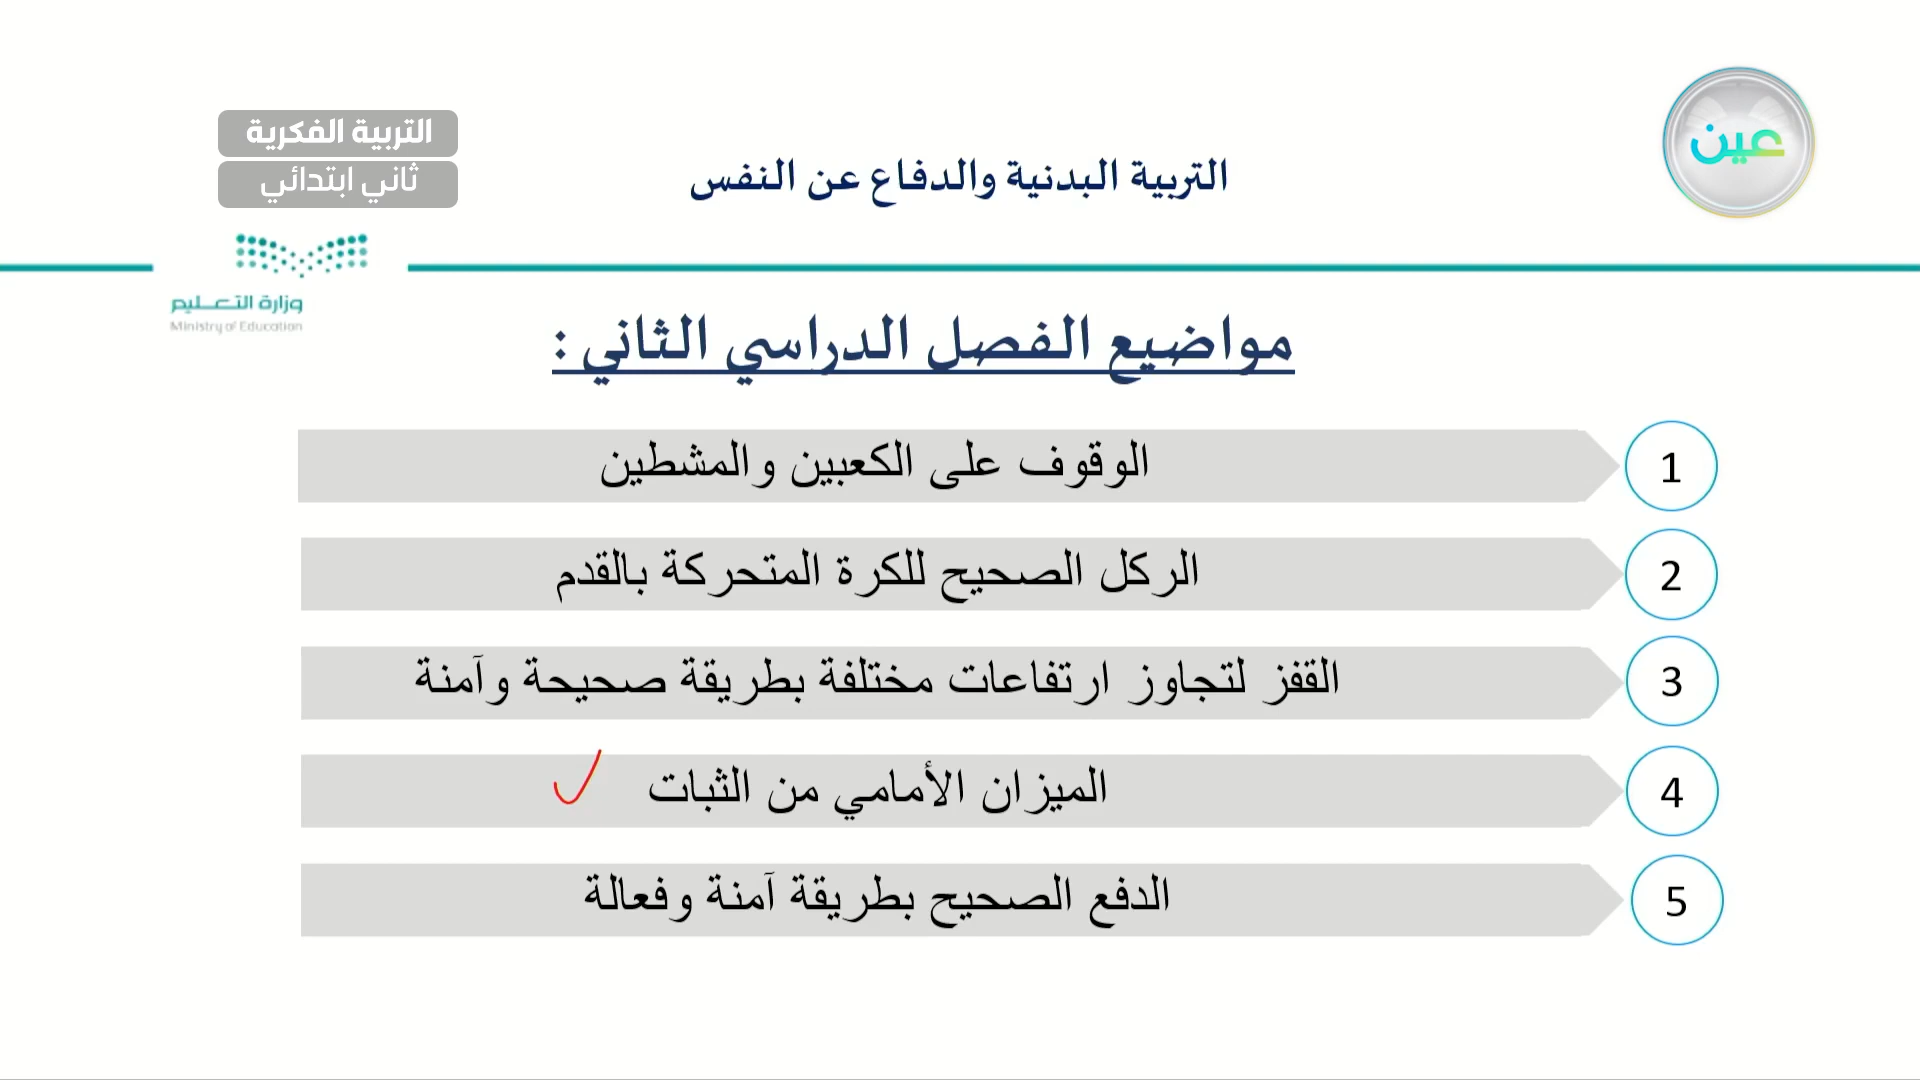 عين
التربية الفكرية
ثاني ابتدائي
التربية البدنية والدفاع عن النفس
وزارة التعليم
Ministry of Education
مواضيع الفصل الدراسي الثاني :
1 الوقوف على الكعبين والمشطين
2 الركل الصحيح للكرة المتحركة بالقدم
3 القفز لتجاوز ارتفاعات مختلفة بطريقة صحيحة وآمنة
4 الميزان الأمامي من الثبات
5 الدفع الصحيح بطريقة آمنة وفعالة